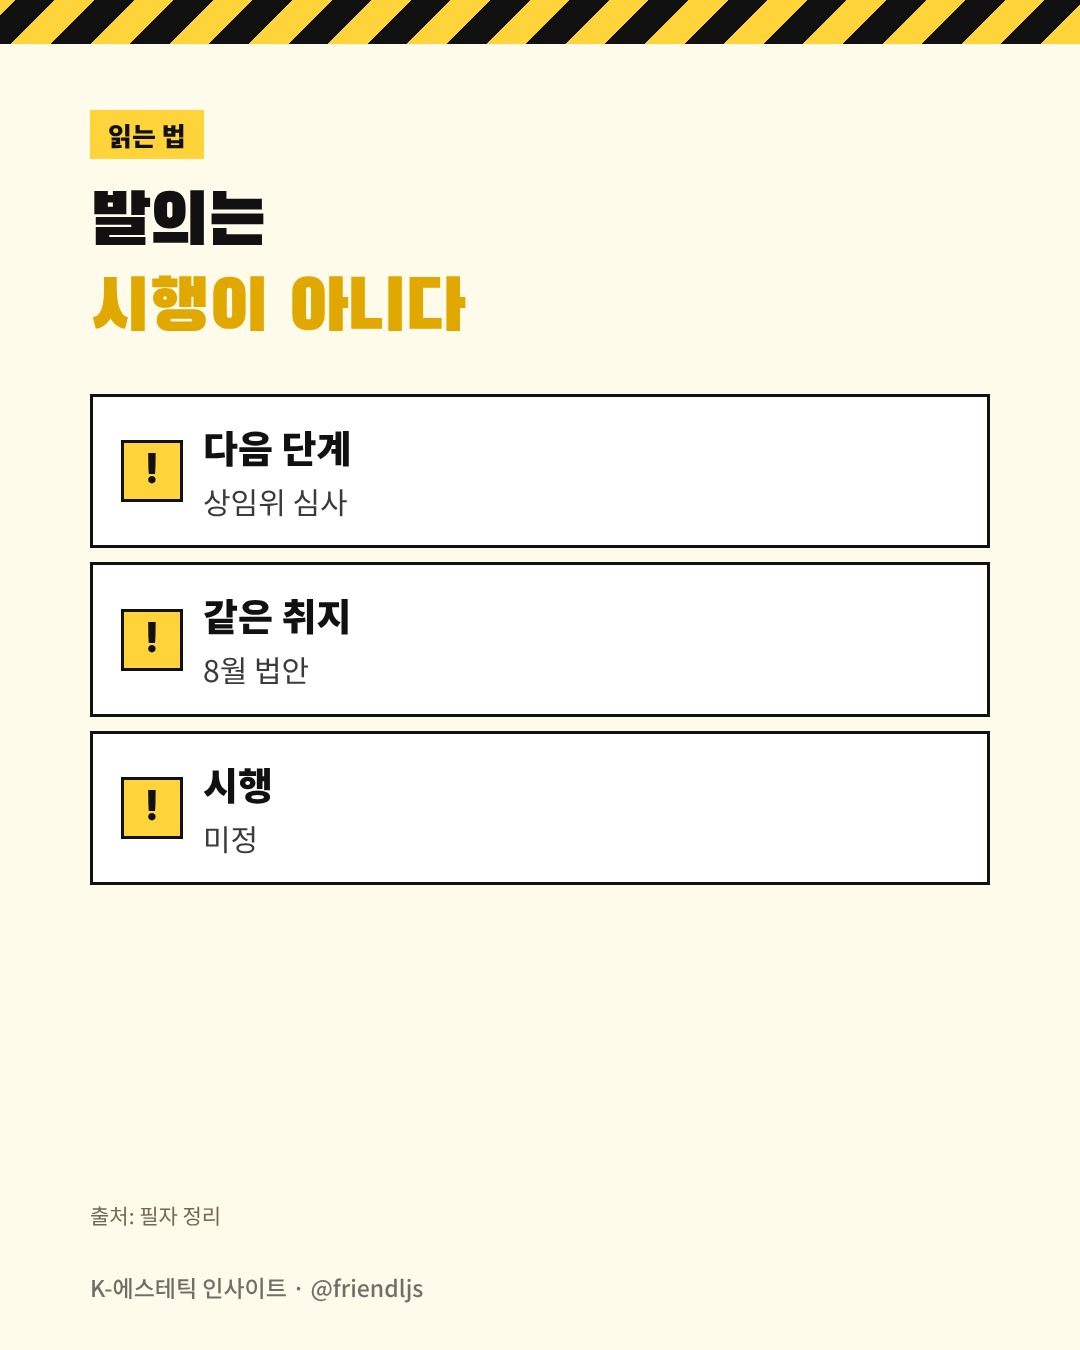 읽는 법
발의는
시행이 아니다
!
다음 단계
상임위 심사
!
같은 취지
8월 법안
!
시행
미정
출처: 필자 정리
K-에스테틱 인사이트 · @friendljs